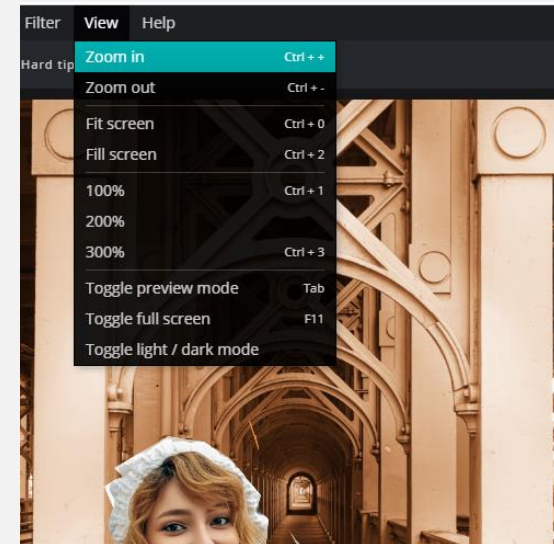 Filter View Help
Hard tip
Zoom in Ctrl + +
Zoom out Ctrl + -
Fit screen Ctrl + 0
Fill screen Ctrl + 2
100% Ctrl + 1
200%
300% Ctrl + 3
Toggle preview mode Tab
Toggle full screen F11
Toggle light / dark mode